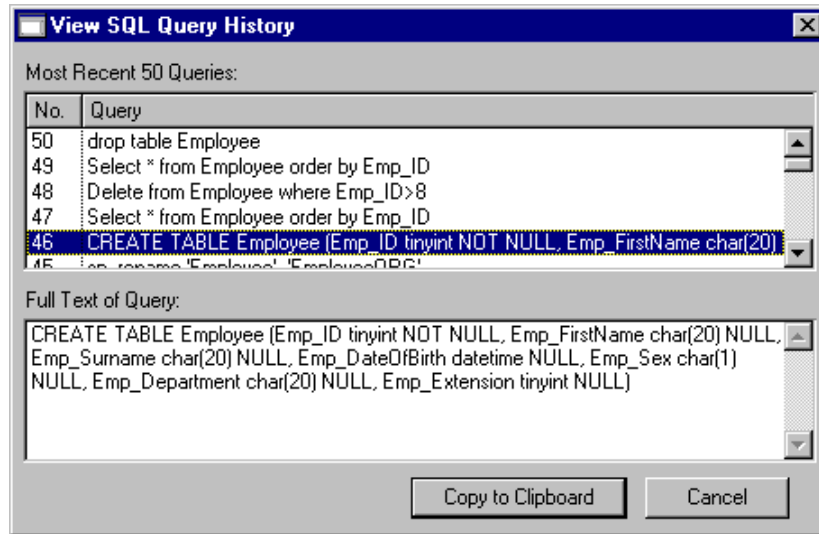 View SQL Query History
Most Recent 50 Queries:
No. Query
50 drop table Employee
49 Select * from Employee order by Emp_ID
48 Delete from Employee where Emp_ID>8
47 Select * from Employee order by Emp_ID
46 CREATE TABLE Employee (Emp_ID tinyint NOT NULL, Emp_FirstName char(20)
45 sp_rename 'Employee', 'EmployeeORG'
Full Text of Query:
CREATE TABLE Employee (Emp_ID tinyint NOT NULL, Emp_FirstName char(20) NULL,
Emp_Surname char(20) NULL, Emp_DateOfBirth datetime NULL, Emp_Sex char(1)
NULL, Emp_Department char(20) NULL, Emp_Extension tinyint NULL)
Copy to Clipboard Cancel